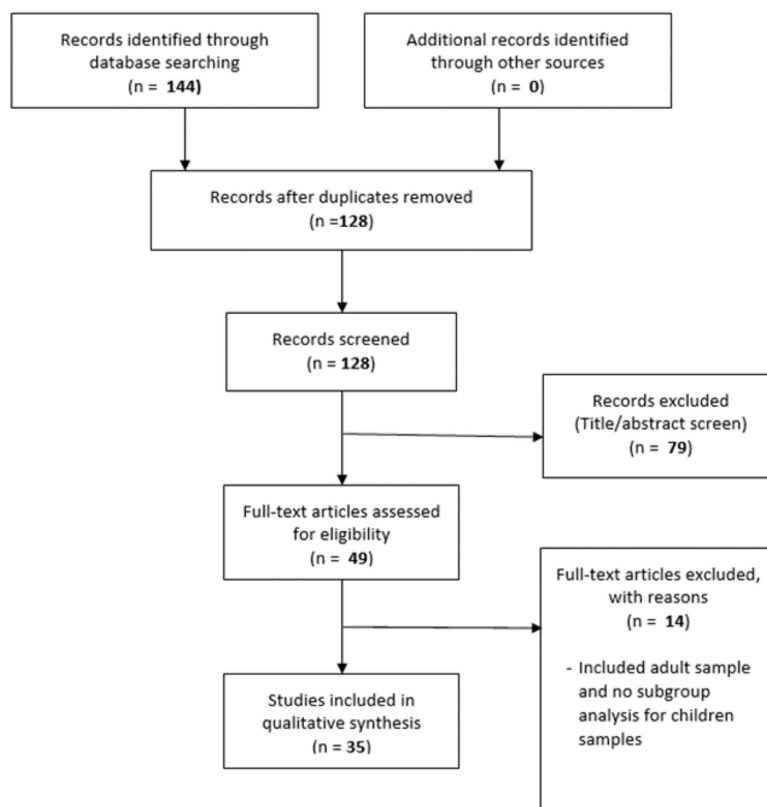 Records identified through
database searching
(n = 144)
Additional records identified
through other sources
(n = 0)
Records after duplicates removed
(n =128)
Records screened
(n = 128)
Records excluded
(Title/abstract screen)
(n = 79)
Full-text articles assessed
for eligibility
(n = 49)
Full-text articles excluded,
with reasons
(n = 14)
- Included adult sample
and no subgroup
analysis for children
samples
Studies included in
qualitative synthesis
(n = 35)